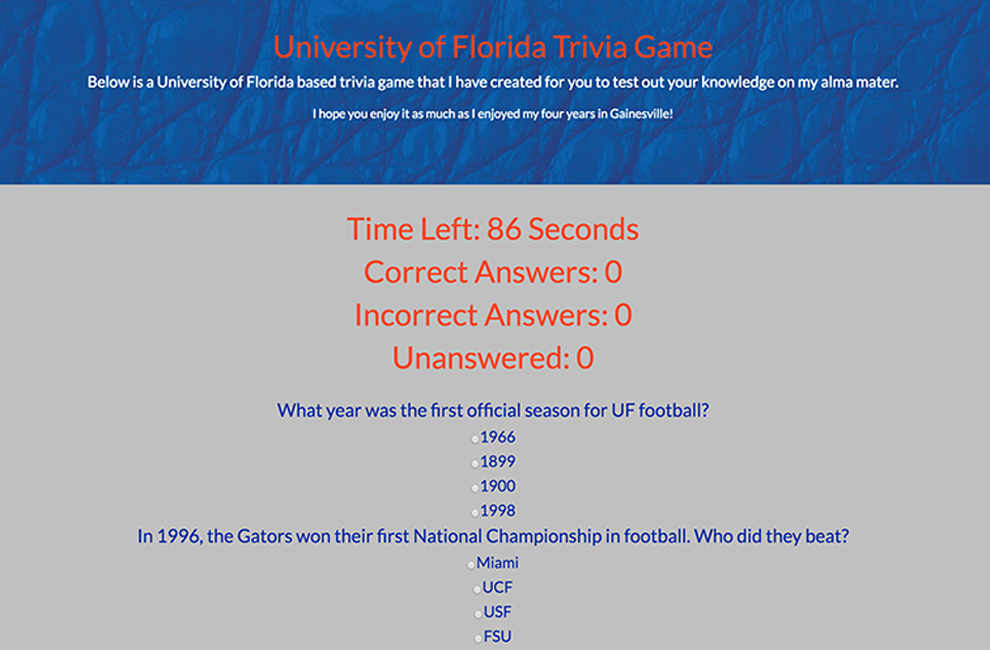 University of Florida Trivia Game
Below is a University of Florida based trivia game that I have created for you to test out your knowledge on my alma mater.
I hope you enjoy it as much as I enjoyed my four years in Gainesville!
Time Left: 86 Seconds
Correct Answers: 0
Incorrect Answers: 0
Unanswered: 0
What year was the first official season for UF football?
1966
1899
1900
1998
In 1996, the Gators won their first National Championship in football. Who did they beat?
Miami
UCF
USF
FSU